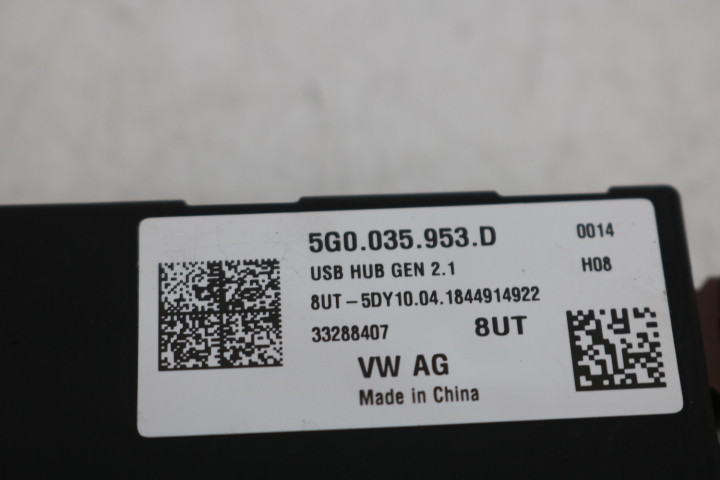 5G0.035.953.D 0014
USB HUB GEN 2.1 H08
8UT-5DY10.04.1844914922
33288407 8UT
VW AG
Made in China